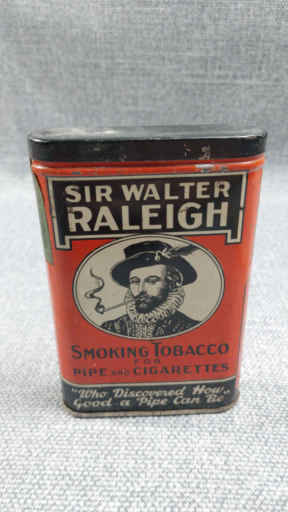 SIR WALTER
RALEIGH
SMOKING TOBACCO
FOR
PIPE AND CIGARETTES
"Who Discovered How
Good a Pipe Can Be